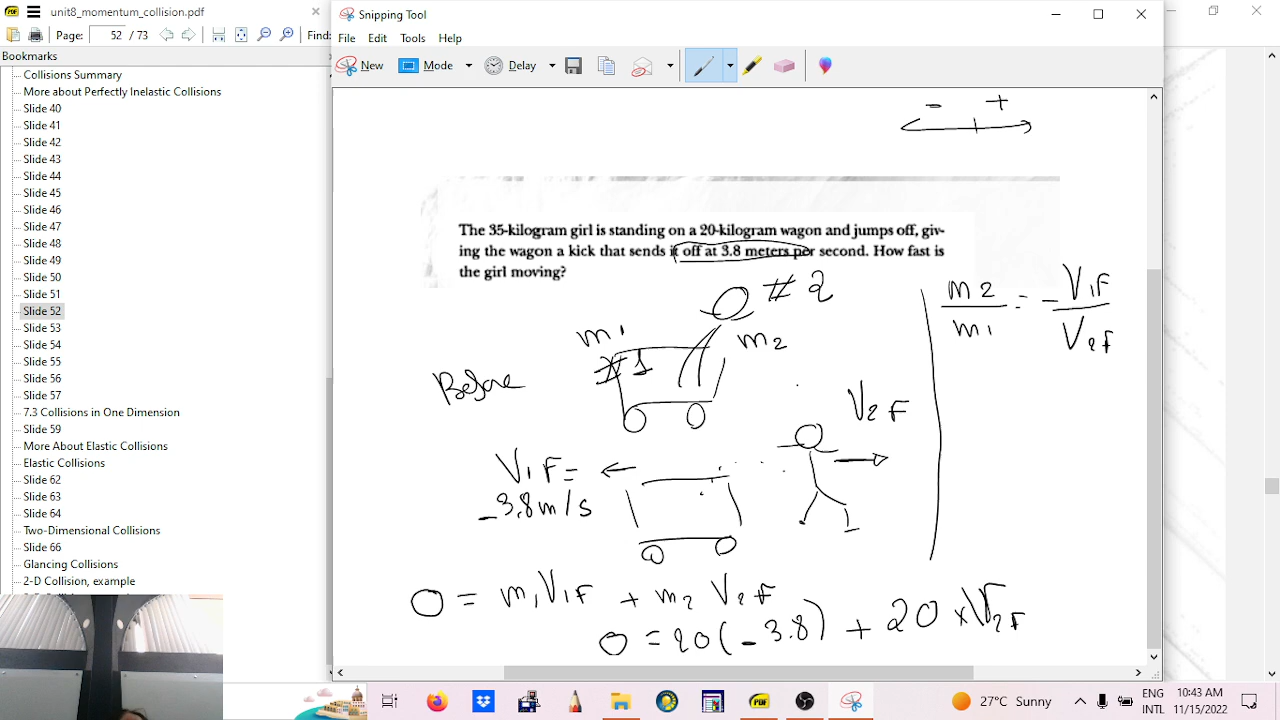 unit8_momentum_collision.pdf
Snipping Tool
Page: 52 / 73 Finds
File Edit Tools Help
New Mode Delay
Bookmarks
Collisions Summary
More about Perfectly Inelastic Collisions
Slide 40
Slide 41
Slide 42
Slide 43
Slide 44
Slide 45
Slide 46
Slide 47
Slide 48
Slide 49
Slide 50
Slide 51
Slide 52
Slide 53
Slide 54
Slide 55
Slide 56
Slide 57
7.3 Collisions in One Dimension
Slide 59
More About Elastic Collisions
Elastic Collisions
Slide 62
Slide 63
Slide 64
Two-Dimensional Collisions
Slide 66
Glancing Collisions
2-D Collision, example
- +
The 35-kilogram girl is standing on a 20-kilogram wagon and jumps off, giv-
ing the wagon a kick that sends it off at 3.8 meters per second. How fast is
the girl moving?
# 2
m1
m2
#1
Before
V2F
V1F =
-3.8m/s
m2/m1 = - V1F/V2F
0 = m1V1F + m2 V2F
0 = 20(-3.8) + 20 x V2F
27°C Sunny
ENG
INTL
10:43 AM
11/15/2022